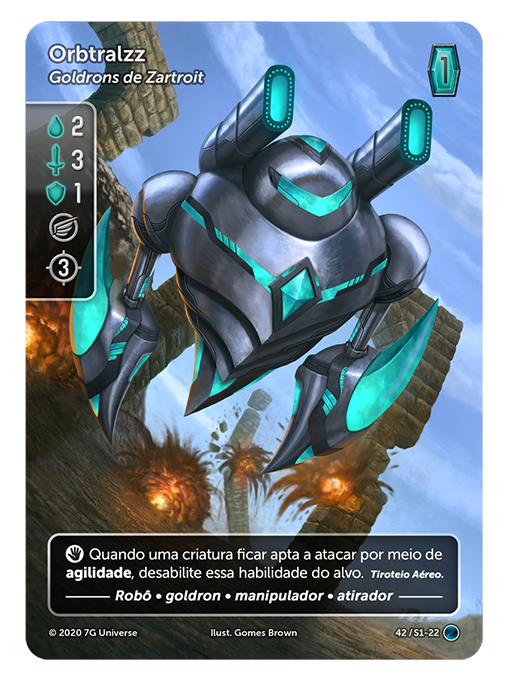 Orbtralzz
Goldrons de Zartroit
1
2
3
1
3
Quando uma criatura ficar apta a atacar por meio de
agilidade, desabilite essa habilidade do alvo. Tiroteio Aéreo.
Robô • goldron • manipulador • atirador
© 2020 7G Universe
Ilust. Gomes Brown
42 / S1-22